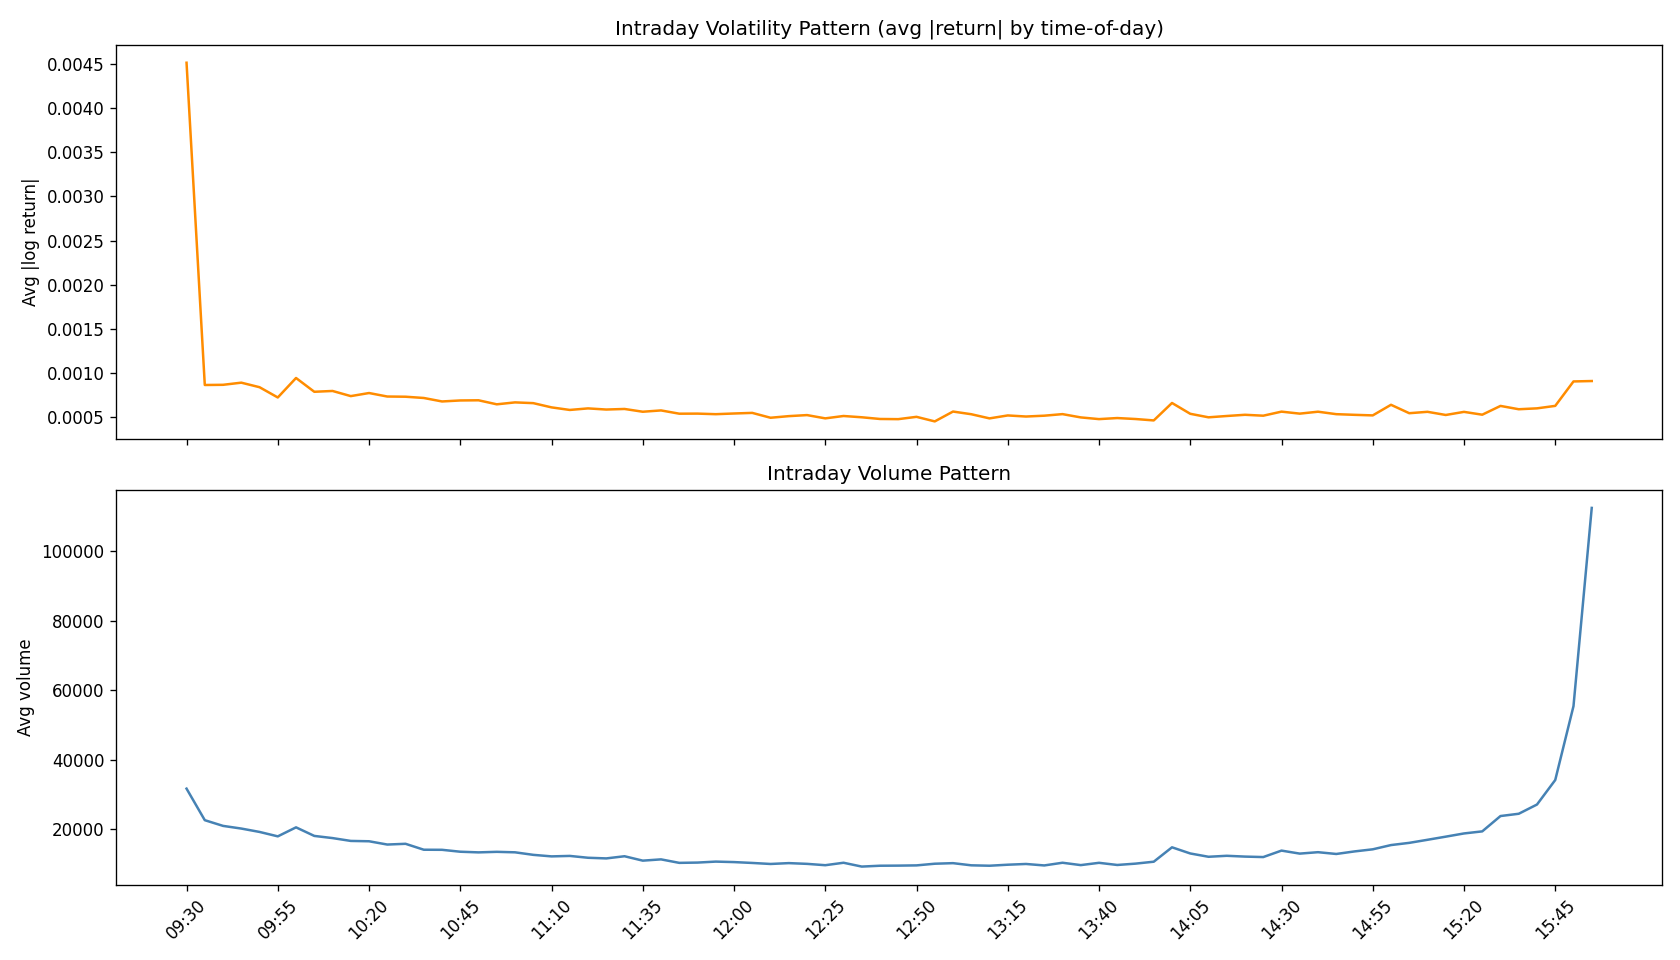 Intraday Volatility Pattern (avg |return| by time-of-day)
Avg |log return|
0.0045
0.0040
0.0035
0.0030
0.0025
0.0020
0.0015
0.0010
0.0005
Intraday Volume Pattern
Avg volume
100000
80000
60000
40000
20000
09:30 09:55 10:20 10:45 11:10 11:35 12:00 12:25 12:50 13:15 13:40 14:05 14:30 14:55 15:20 15:45